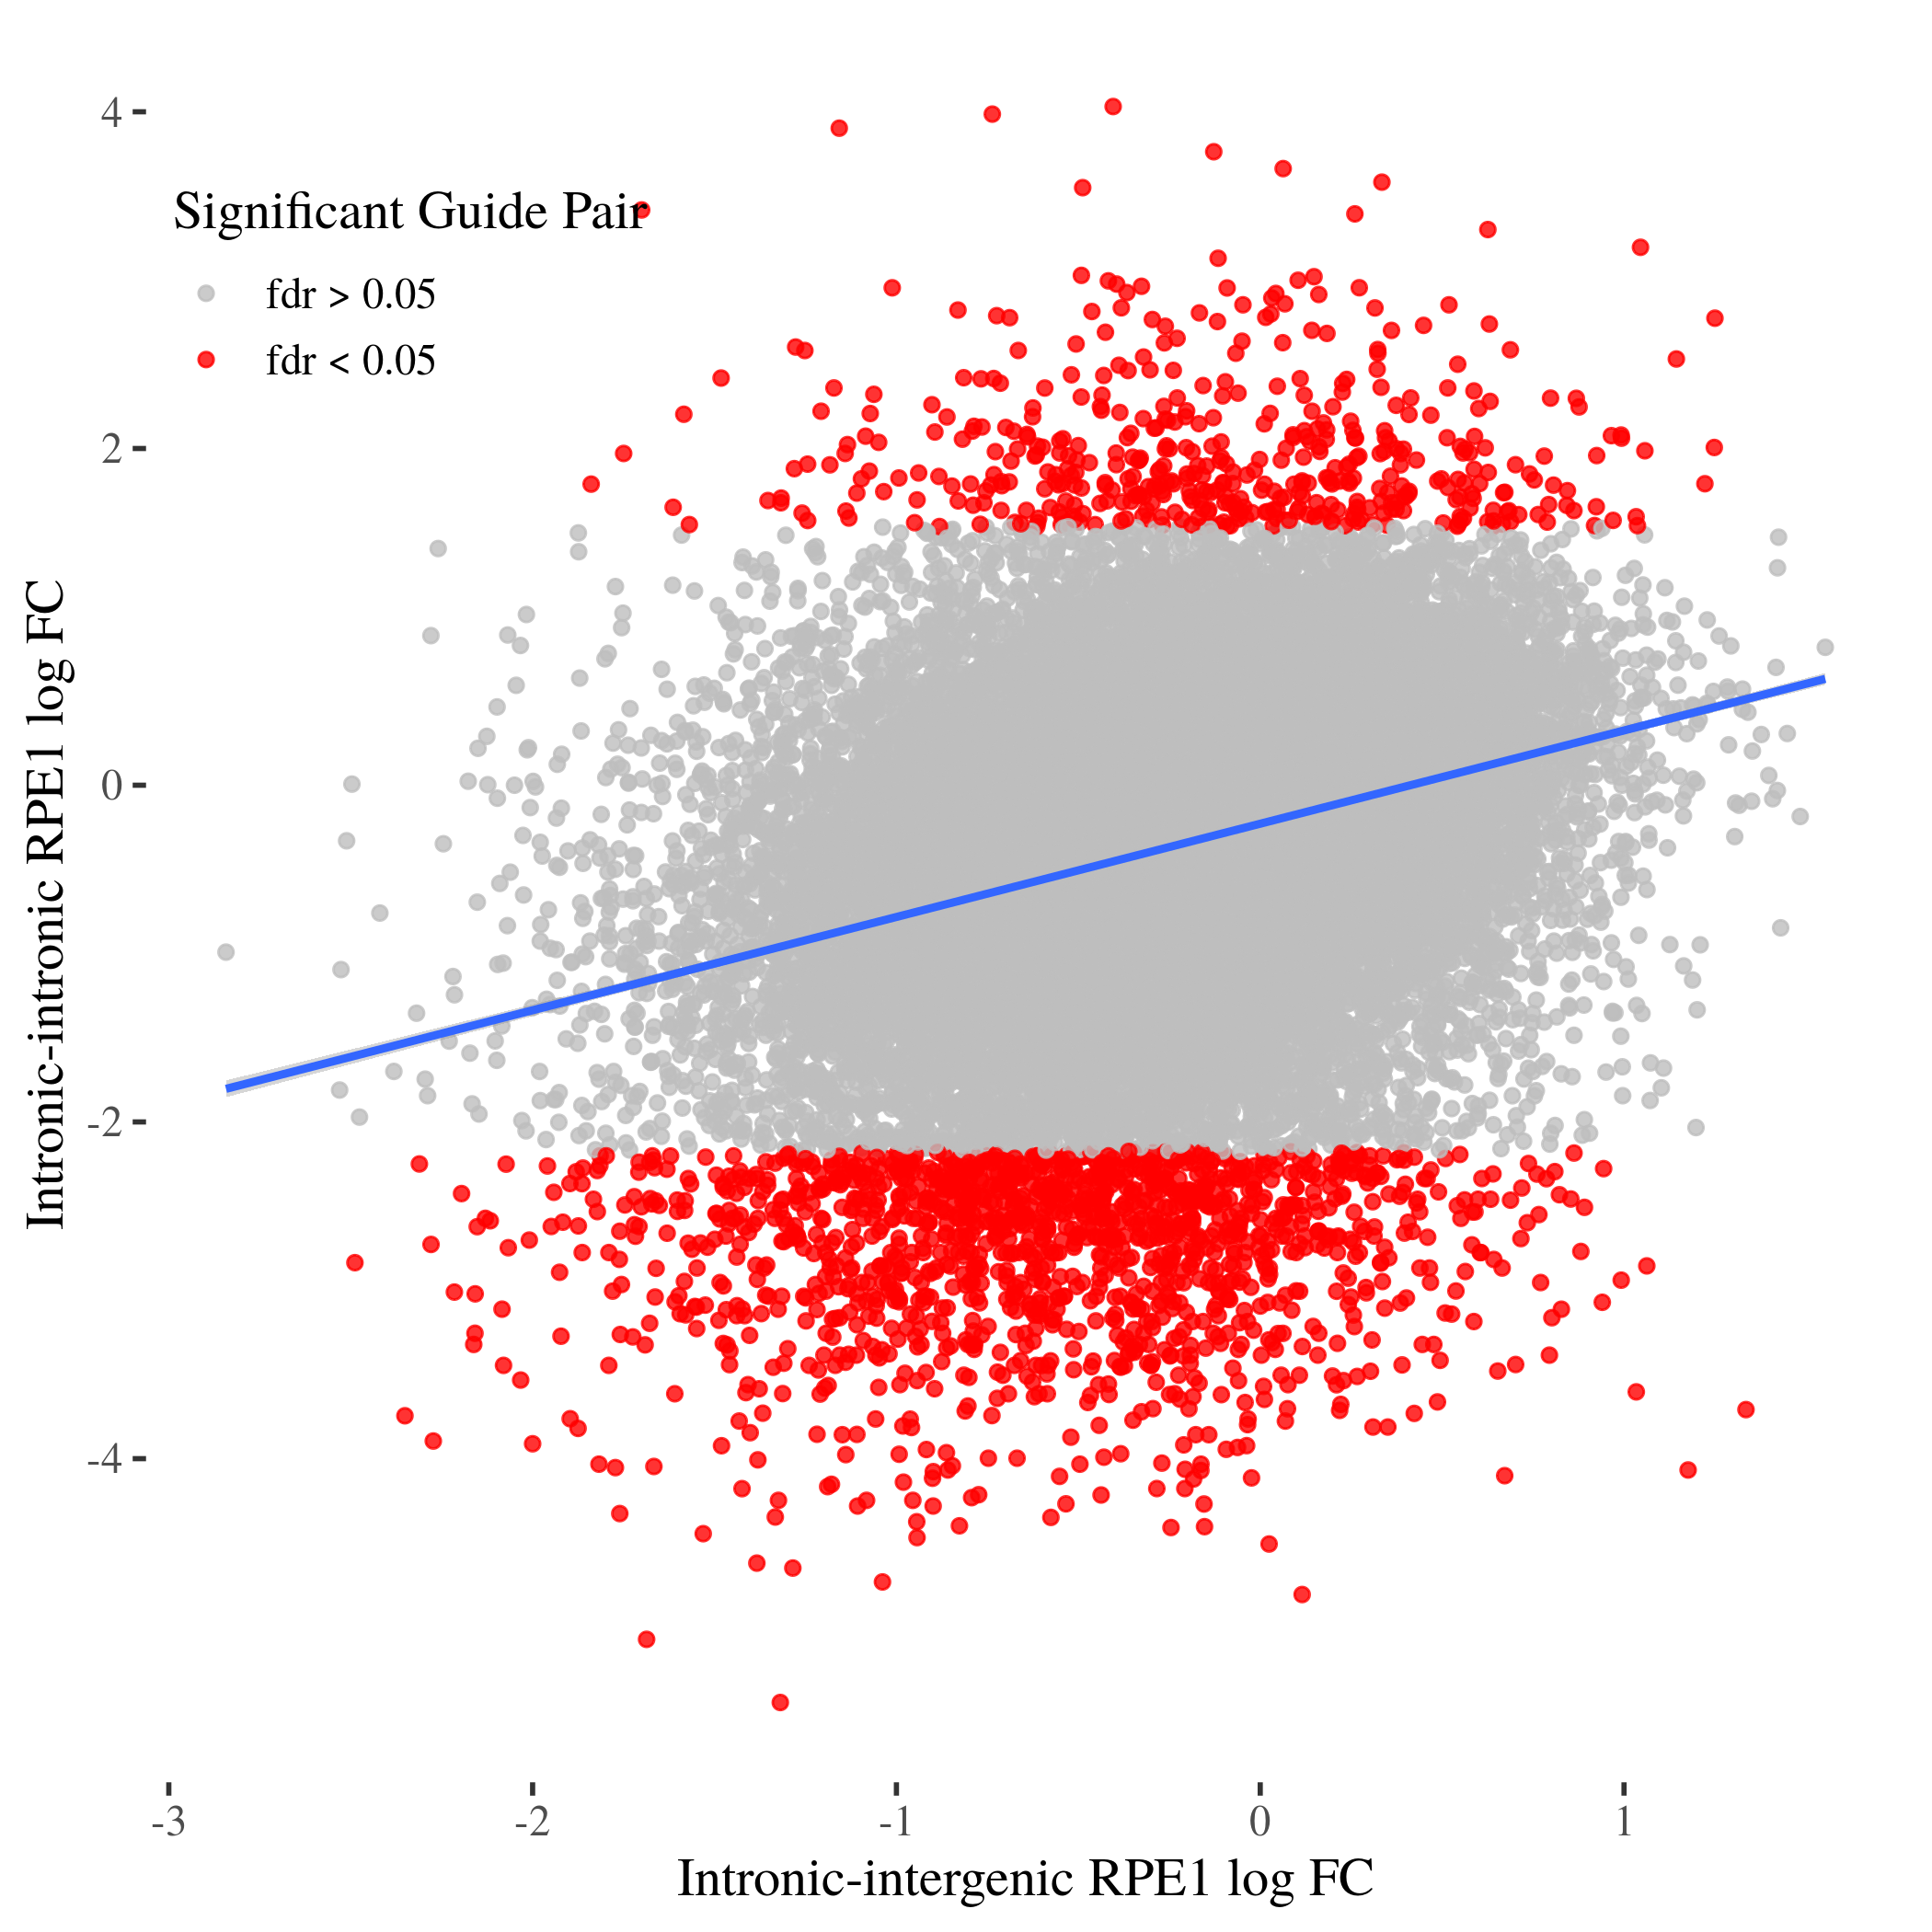 4
Significant Guide Pair
fdr > 0.05
fdr < 0.05
2
0
-2
-4
Intronic-intronic RPE1 log FC
-3
-2
-1
0
1
Intronic-intergenic RPE1 log FC